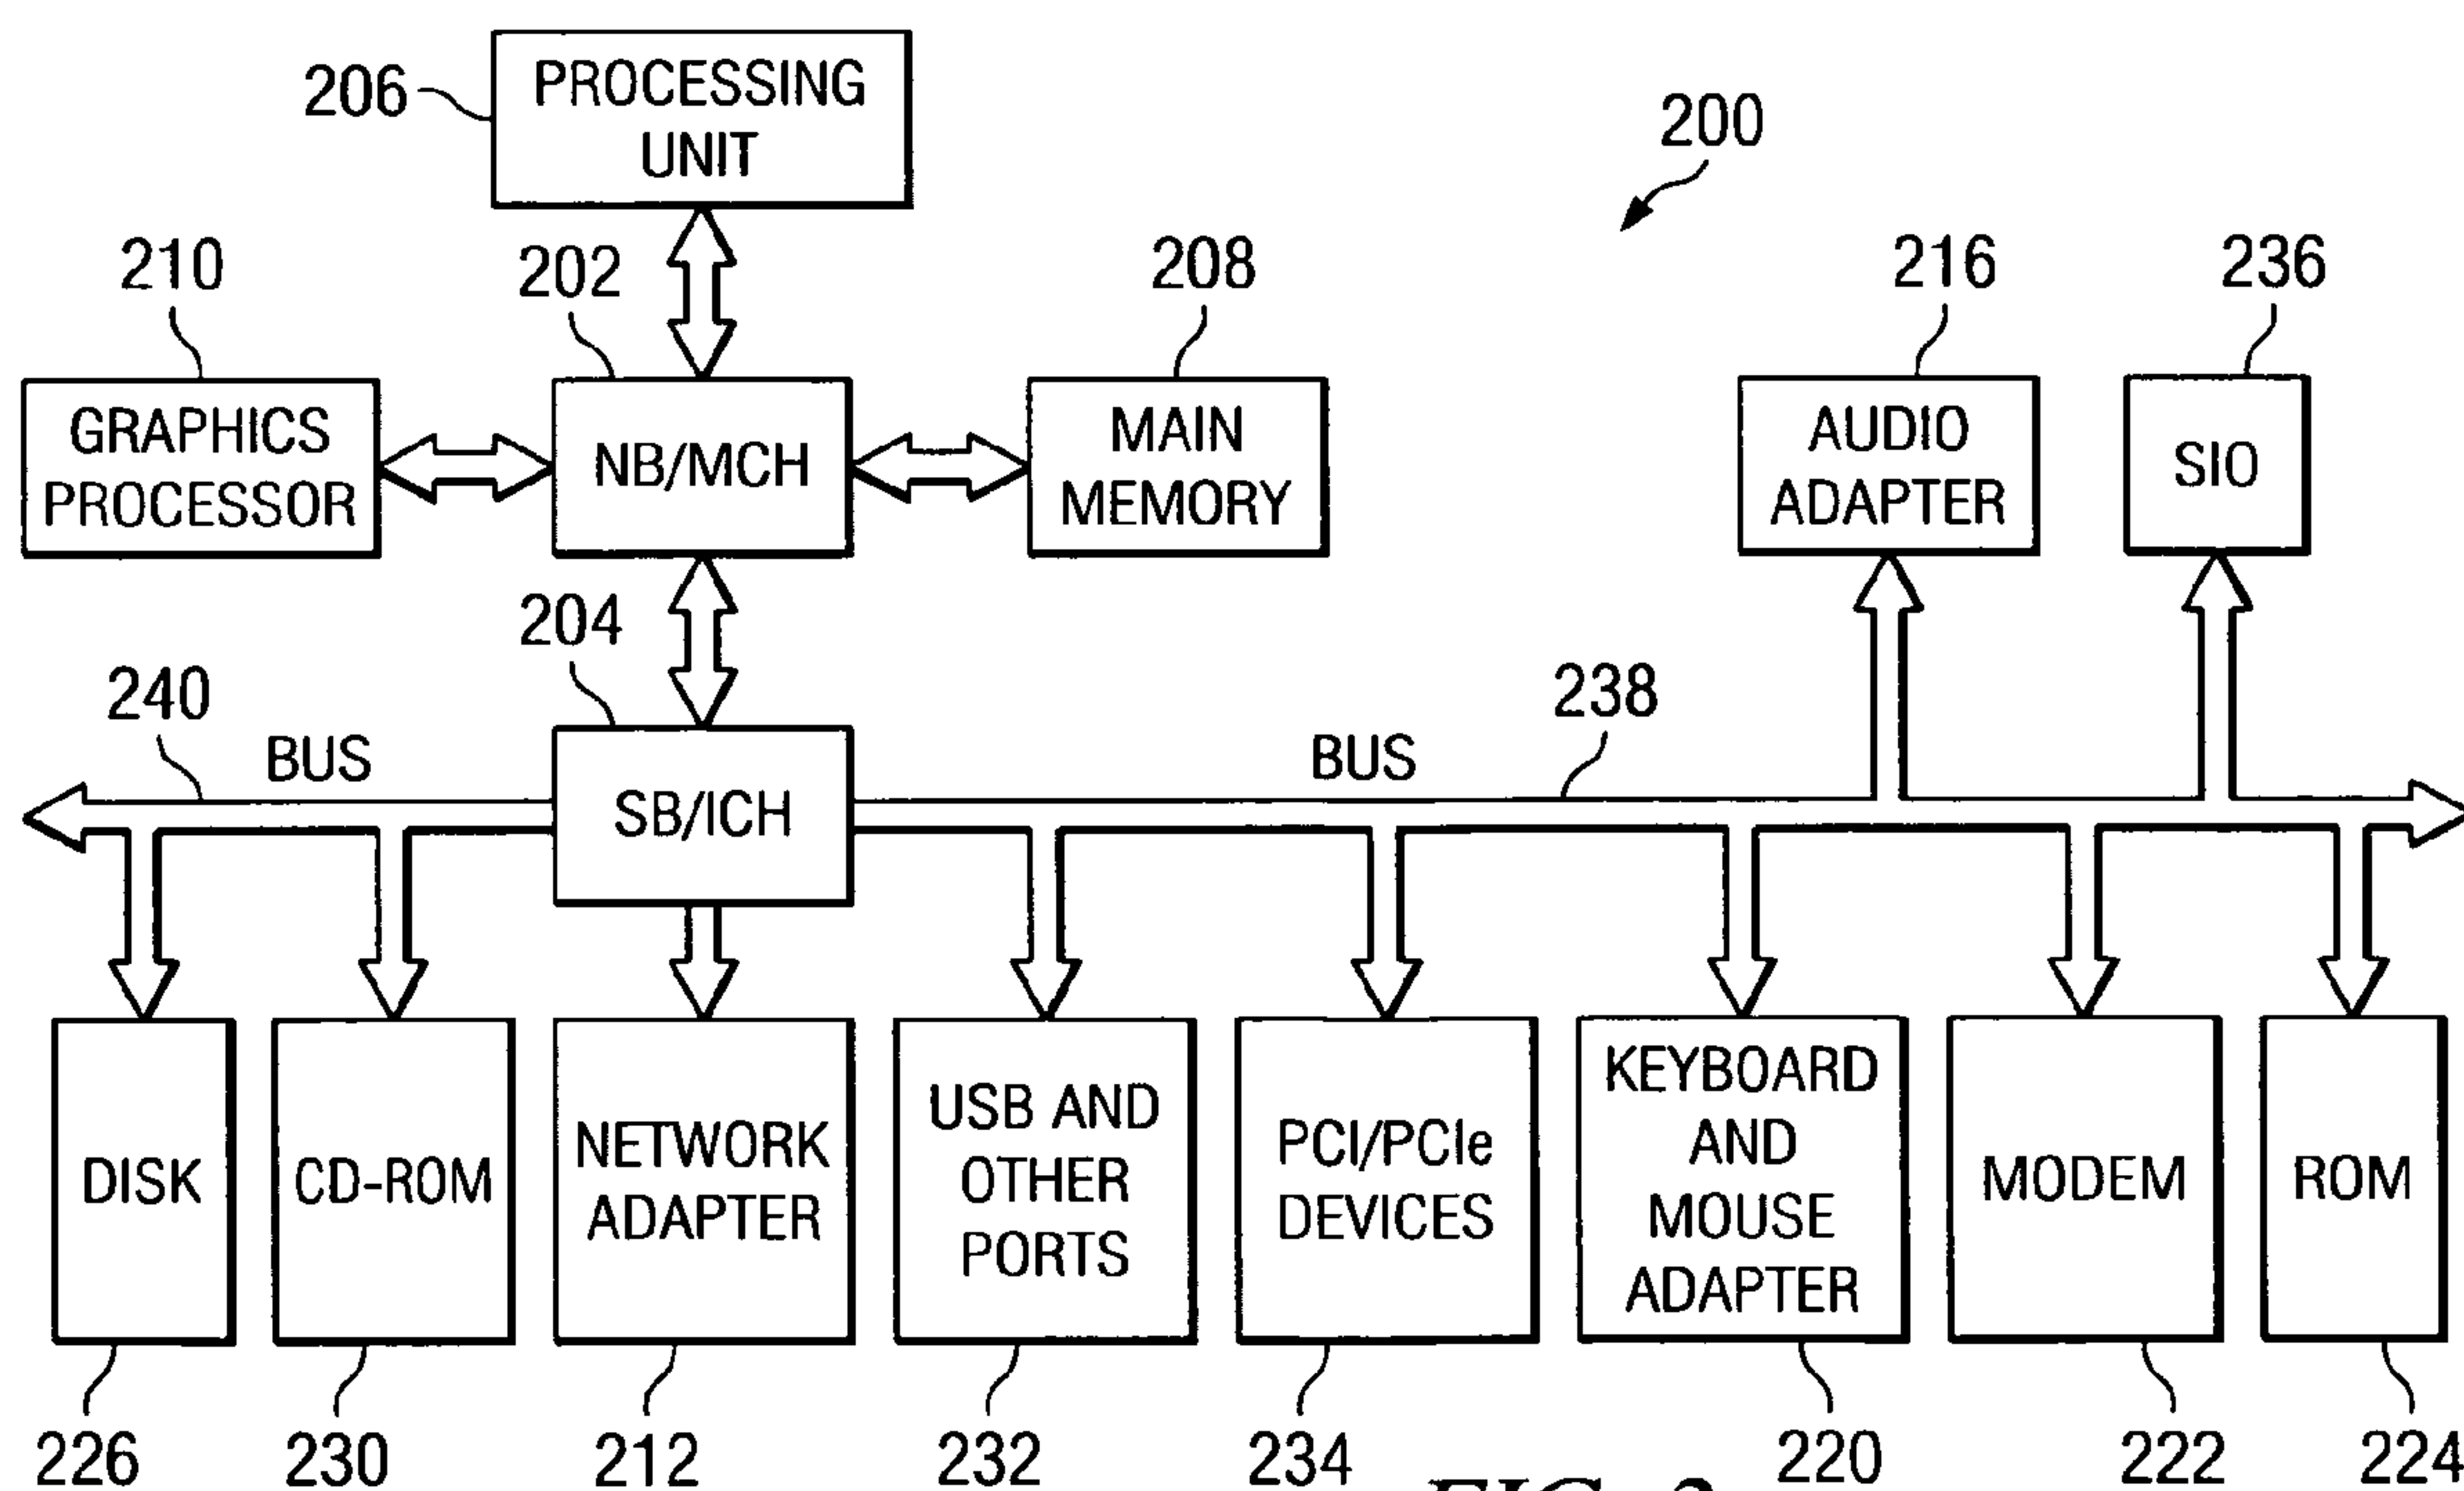 PROCESSING
UNIT
206
200
210
202
208
216
236
GRAPHICS
PROCESSOR
NB/MCH
MAIN
MEMORY
AUDIO
ADAPTER
SIO
204
240
BUS
SB/ICH
BUS
238
DISK
CD-ROM
NETWORK
ADAPTER
USB AND
OTHER
PORTS
PCI/PCIe
DEVICES
KEYBOARD
AND
MOUSE
ADAPTER
MODEM
ROM
226
230
212
232
234
220
222
224